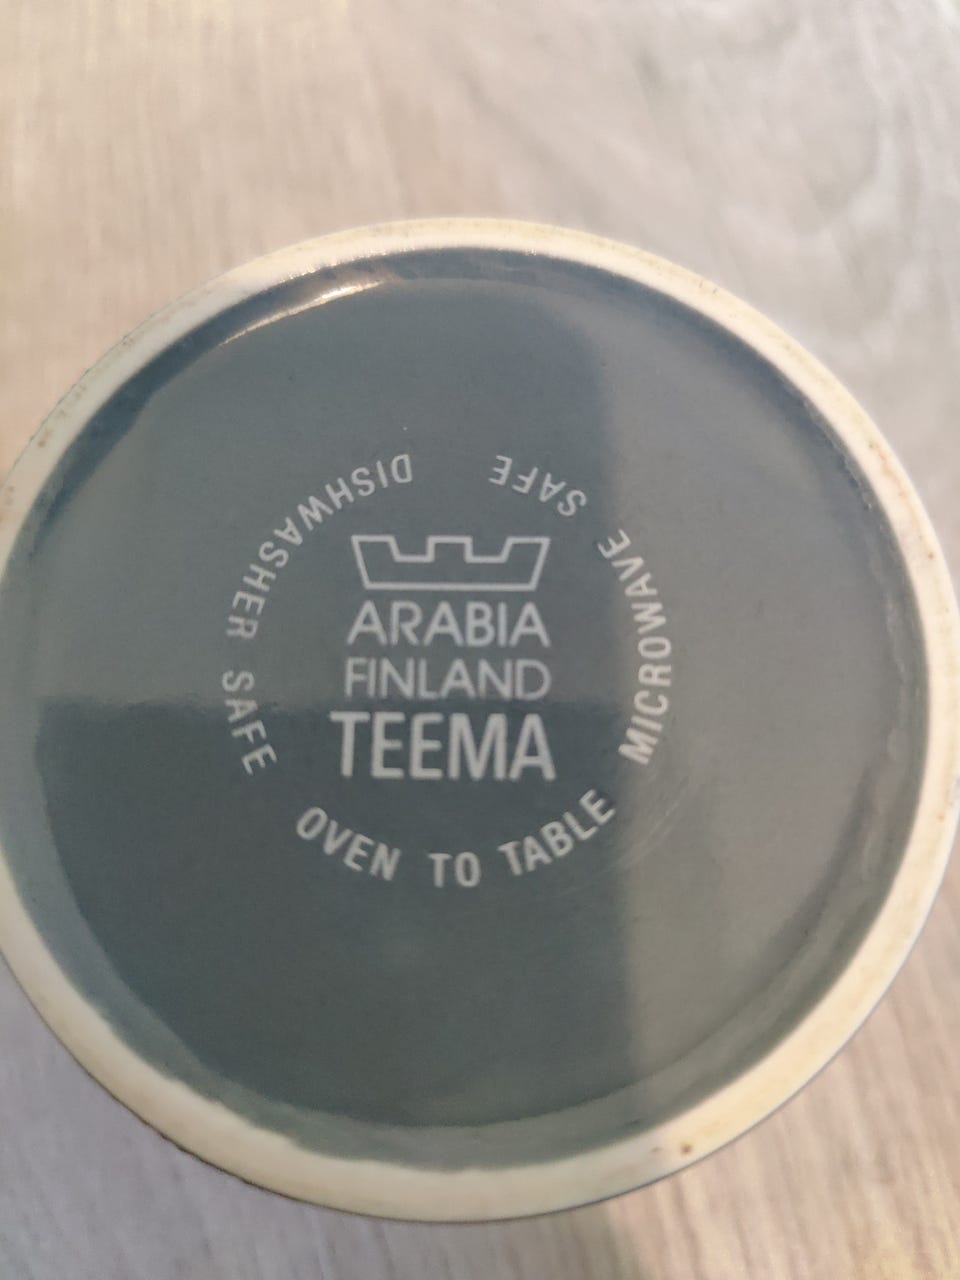 ARABIA
FINLAND
TEEMA
DISHWASHER SAFE
OVEN TO TABLE
MICROWAVE SAFE